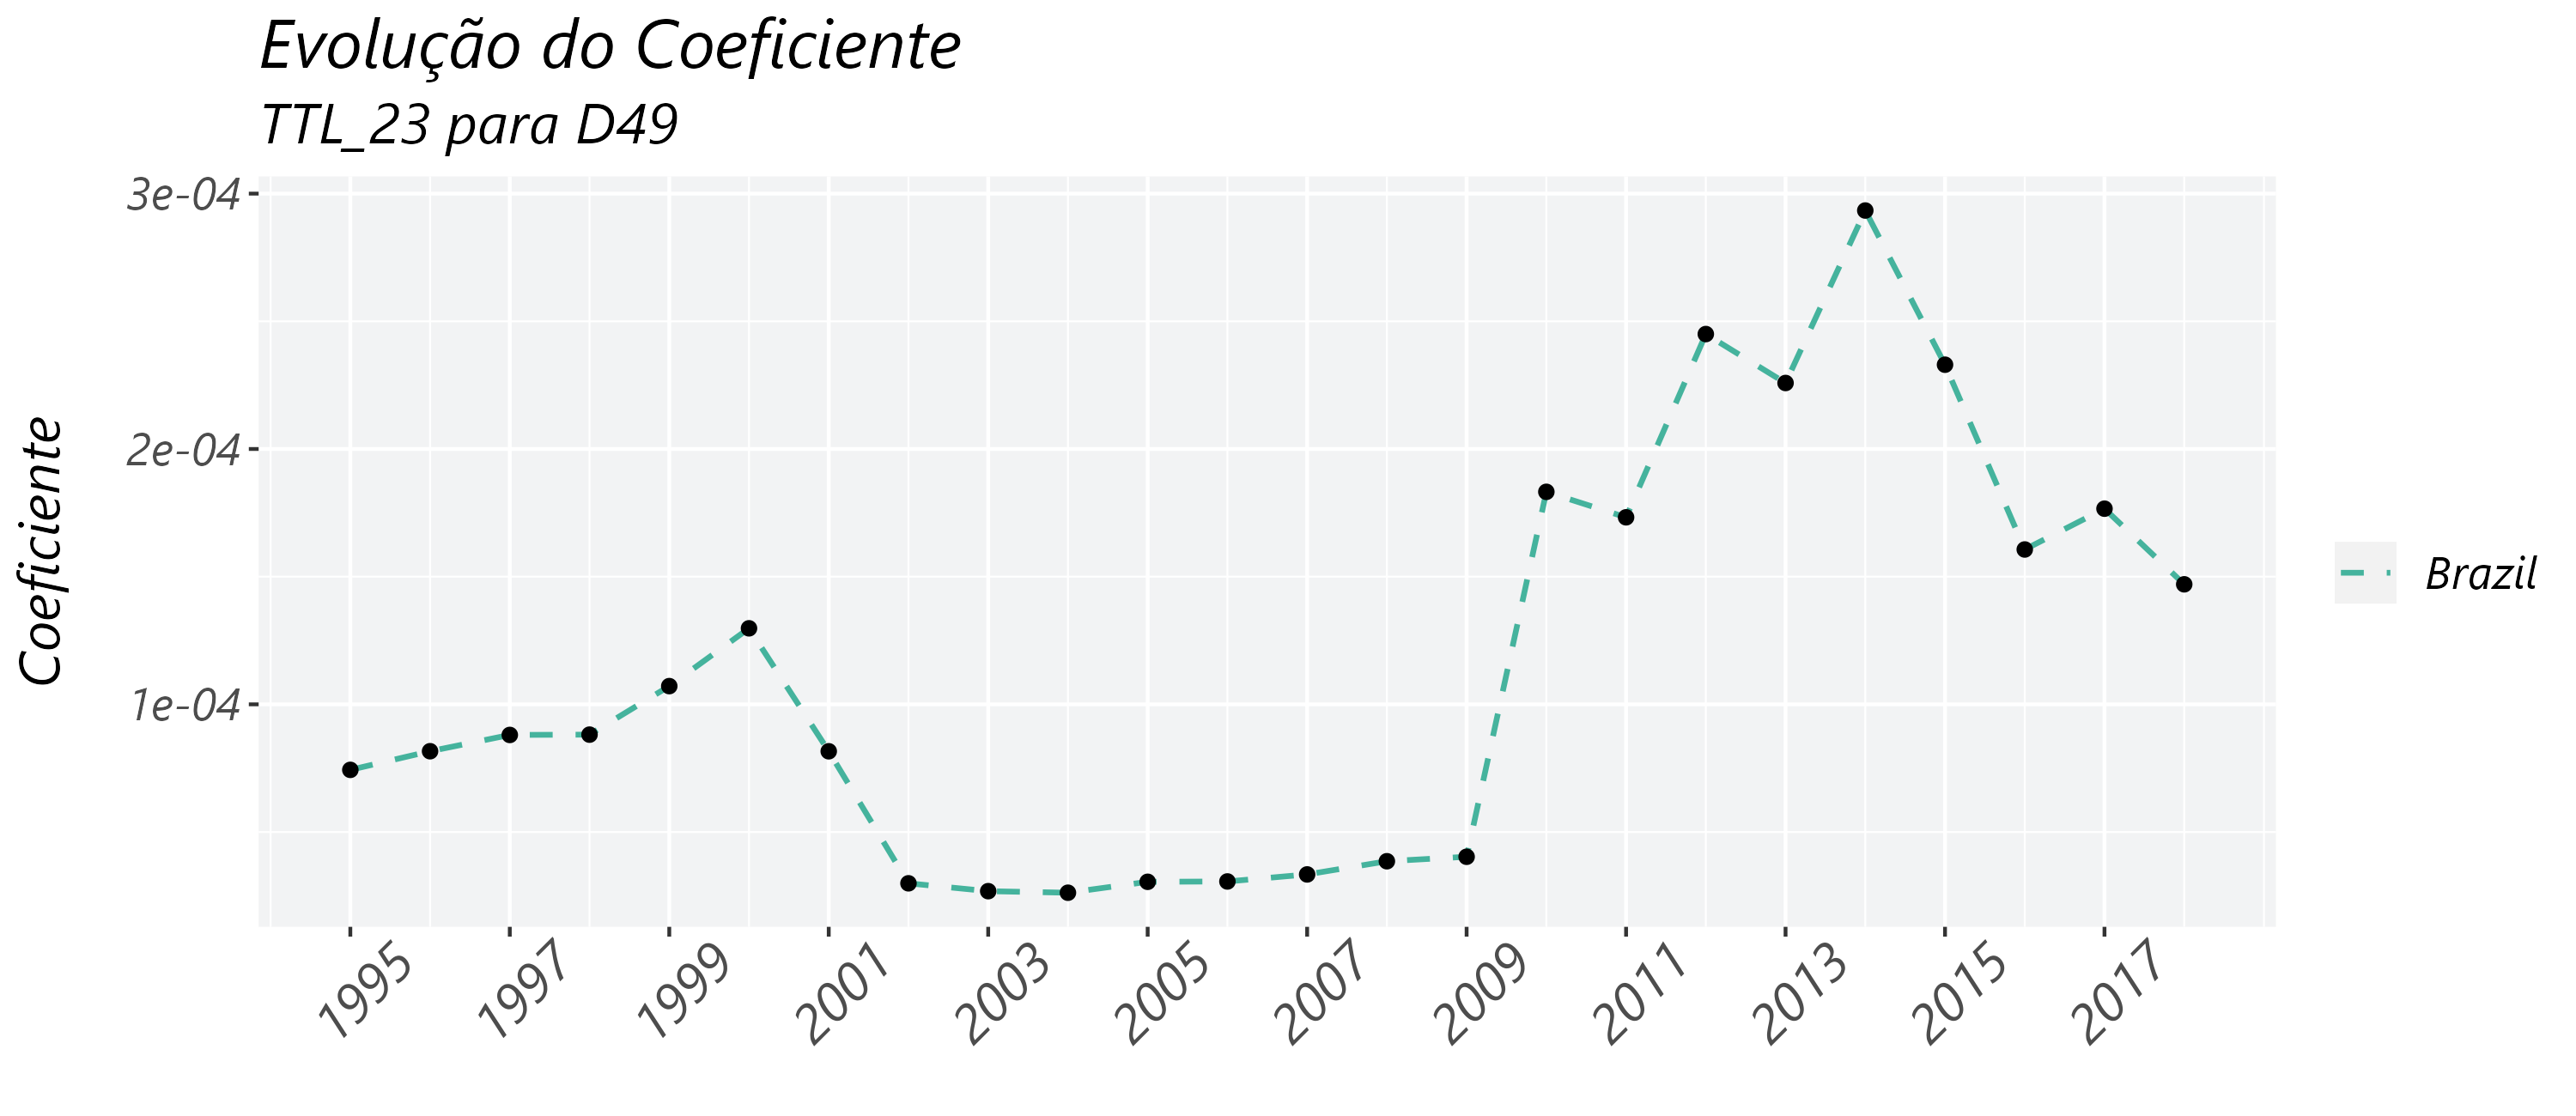 Evolução do Coeficiente
TTL_23 para D49
3e-04
2e-04
1e-04
Coeficiente
1995
1997
1999
2001
2003
2005
2007
2009
2011
2013
2015
2017
Brazil